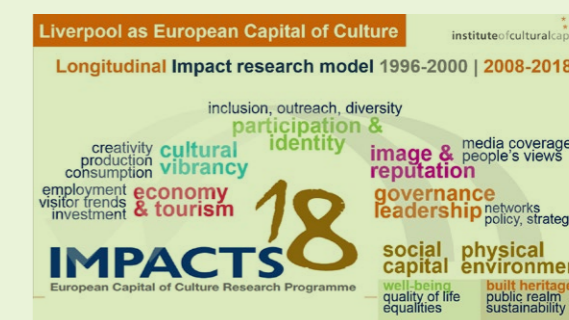 Liverpool as European Capital of Culture
instituteofculturalcap
Longitudinal Impact research model 1996-2000 | 2008-2018
inclusion, outreach, diversity
participation &
identity
creativity
production
consumption
cultural
vibrancy
image &
reputation
media coverage
people's views
employment
visitor trends
investment
economy
& tourism
governance
leadership
networks
policy, strateg
IMPACTS 18
European Capital of Culture Research Programme
social
capital
well-being
quality of life
equalities
physical
environmen
built heritage
public realm
sustainability